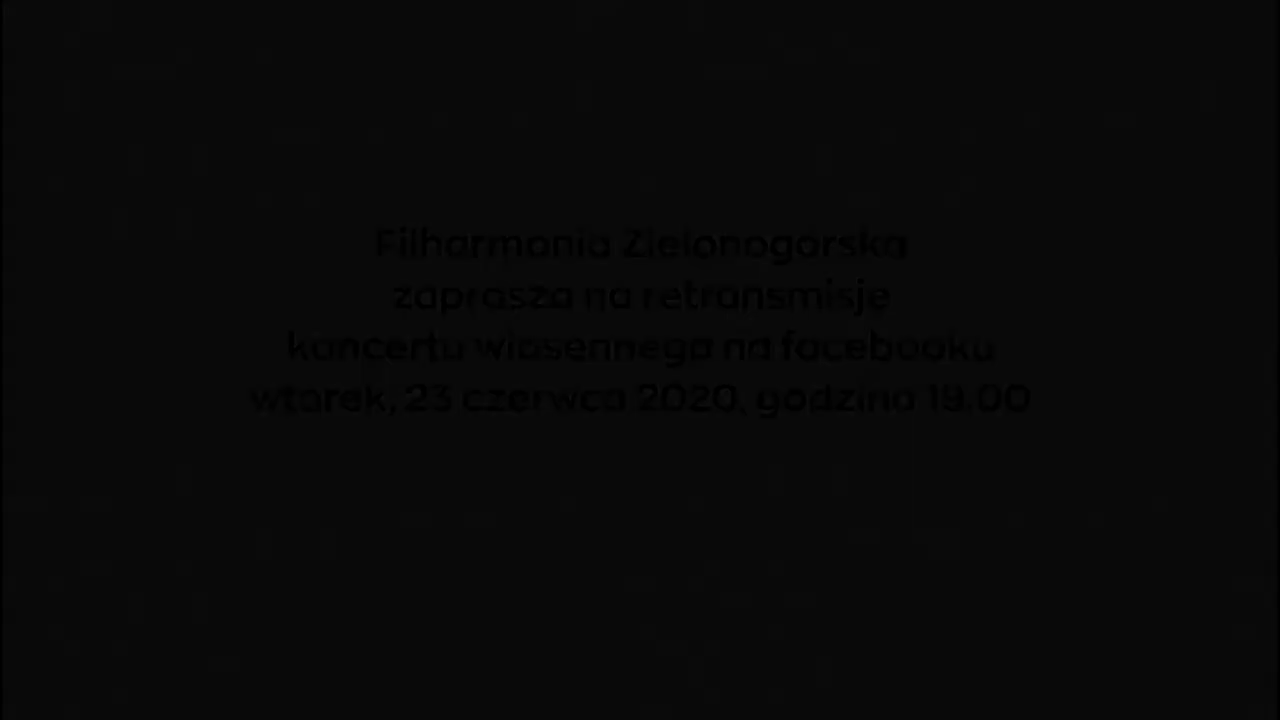 Filharmonia Zielonogórska
zaprasza na retransmisję
koncertu wiosennego na facebooku
wtorek, 23 czerwca 2020, godzina 19.00